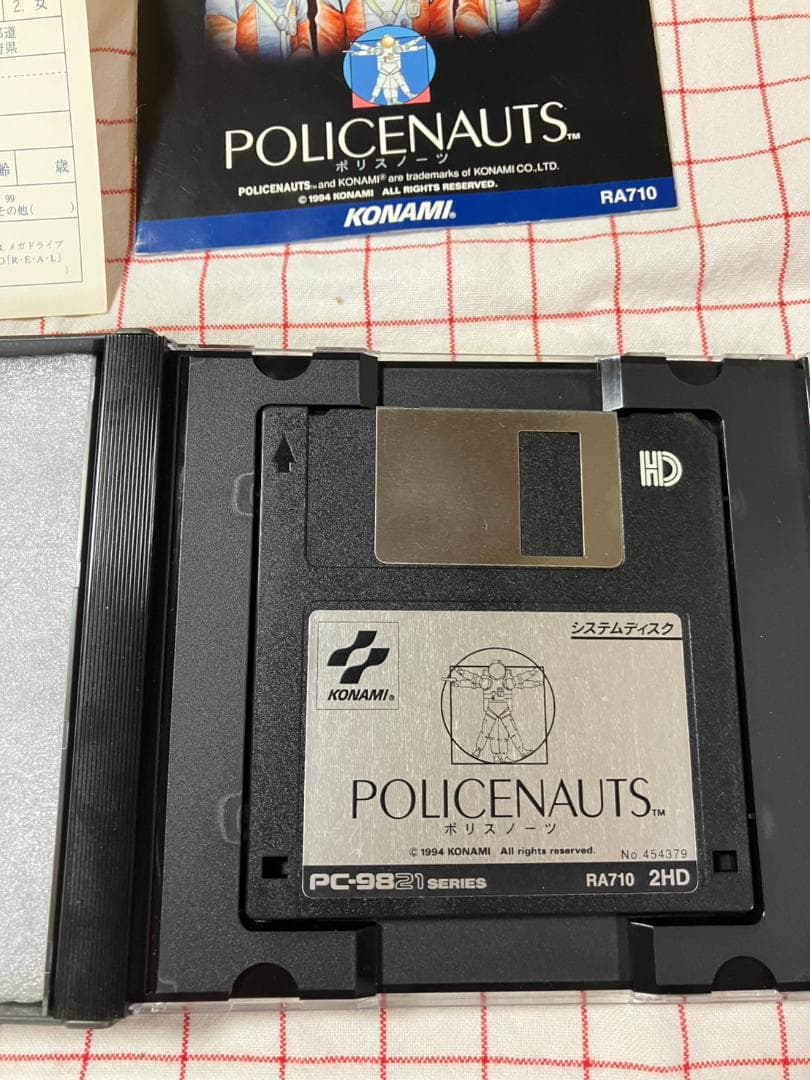 2. 女
道
府県
齢 歳
99
その他( )
4. メガドライブ
O「R・E・A・L」
)
POLICENAUTS™
ポリスノーツ
POLICENAUTS™ and KONAMI® are trademarks of KONAMI CO., LTD.
© 1994 KONAMI ALL RIGHTS RESERVED.
KONAMI®
RA710
HD
システムディスク
KONAMI®
POLICENAUTS™
ポリスノーツ
© 1994 KONAMI All rights reserved.
No.454379
PC-9821 SERIES
RA710 2HD